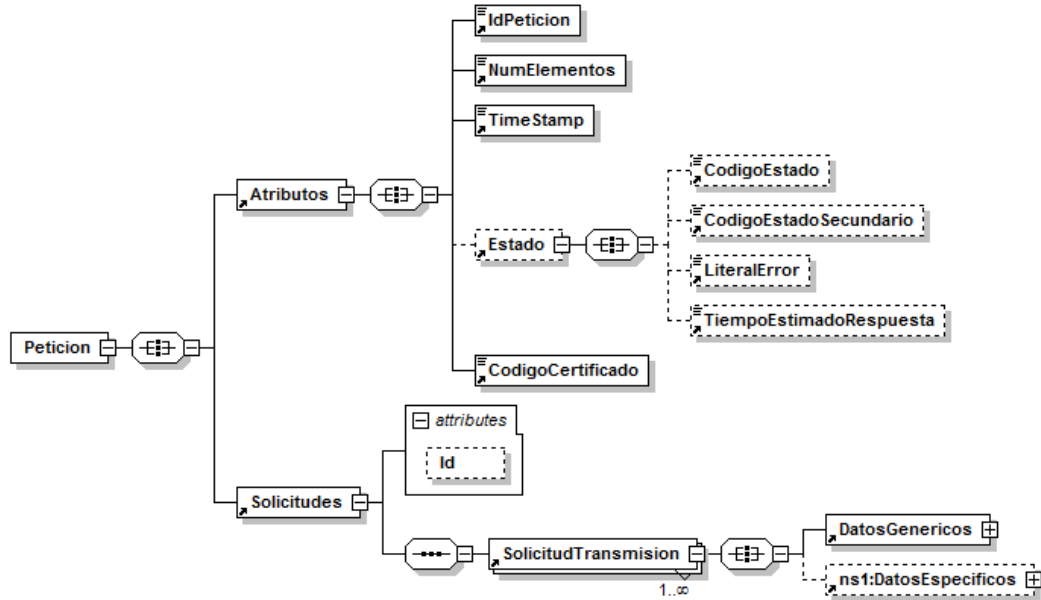 IdPeticion
NumElementos
TimeStamp
CodigoEstado
Atributos
CodigoEstadoSecundario
Estado
LiteralError
TiempoEstimadoRespuesta
Peticion
CodigoCertificado
attributes
Id
Solicitudes
DatosGenericos
SolicitudTransmision
ns1:DatosEspecificos
1..∞